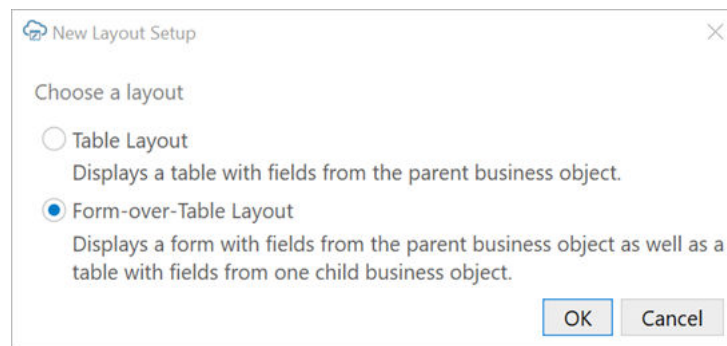 New Layout Setup
Choose a layout
Table Layout
Displays a table with fields from the parent business object.
Form-over-Table Layout
Displays a form with fields from the parent business object as well as a
table with fields from one child business object.
OK Cancel